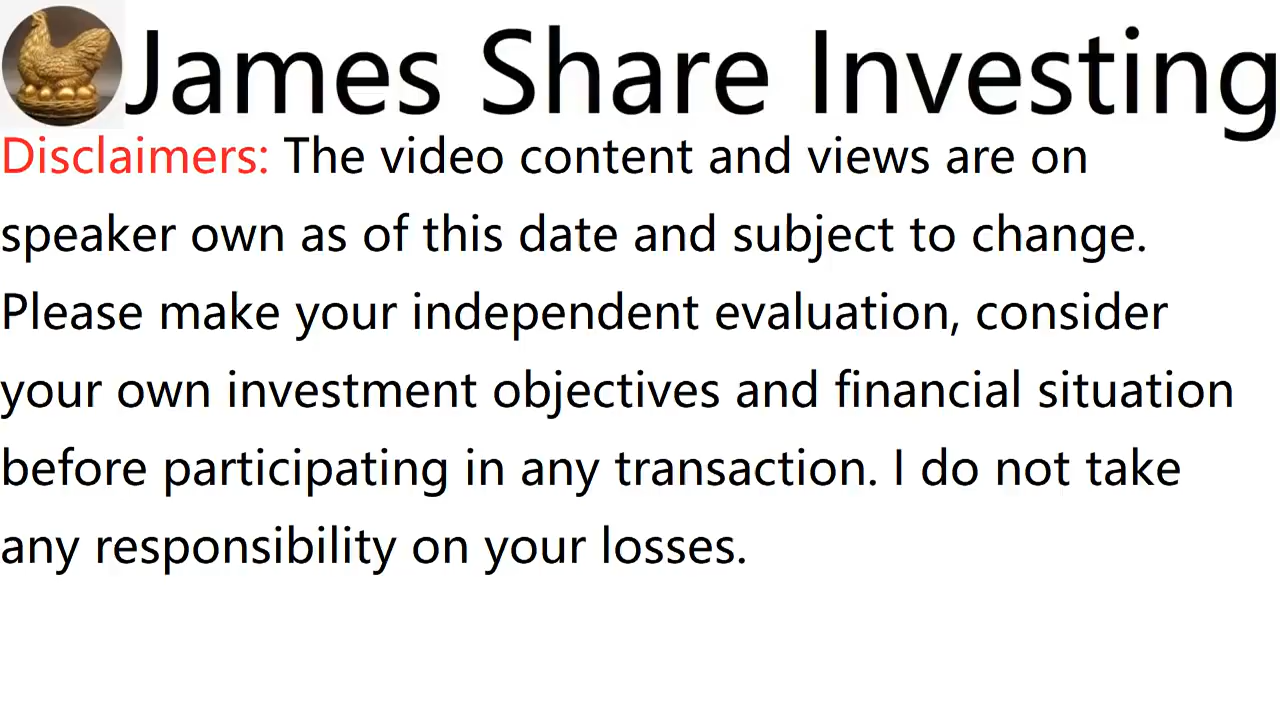 James Share Investing
Disclaimers: The video content and views are on
speaker own as of this date and subject to change.
Please make your independent evaluation, consider
your own investment objectives and financial situation
before participating in any transaction. I do not take
any responsibility on your losses.